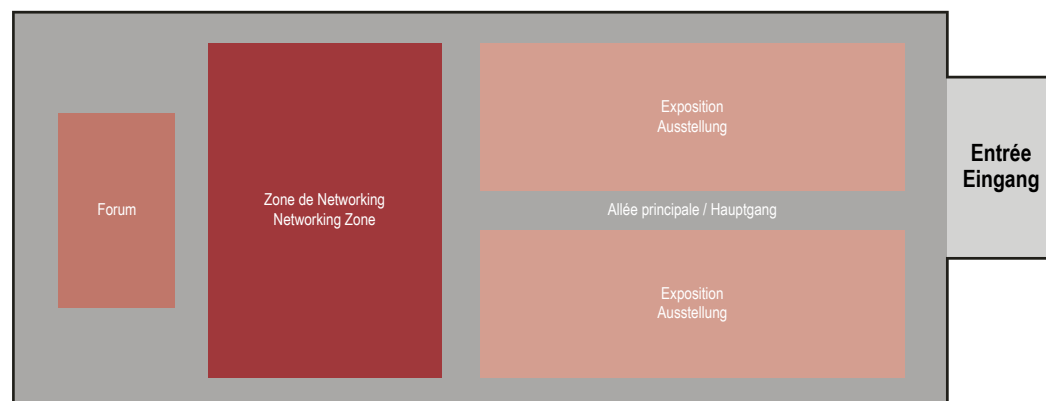 Forum
Zone de Networking
Networking Zone
Exposition
Ausstellung
Allée principale / Hauptgang
Exposition
Ausstellung
Entrée
Eingang